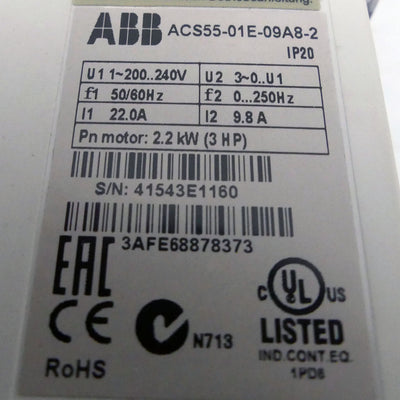 ABB ACS55-01E-09A8-2
IP20
U1 1~200..240V U2 3~0..U1
f1 50/60Hz f2 0...250Hz
I1 22.0A I2 9.8 A
Pn motor: 2.2 kW (3 HP)
S/N: 41543E1160
3AFE68878373
EAC
CE
N713
RoHS
C UL US
LISTED
IND.CONT.EQ.
1PD6